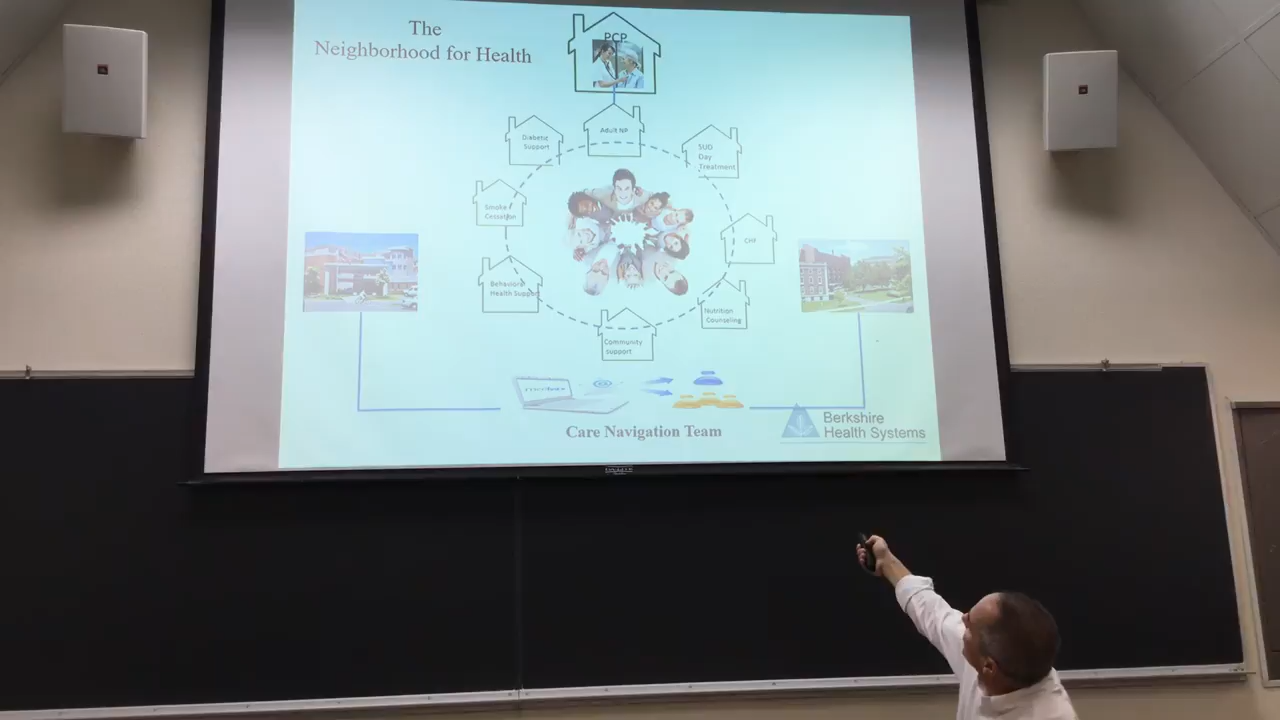 The
Neighborhood for Health
PCP
Adult NP
Diabetic
Support
SUD
Day
Treatment
Smoke
Cessation
CHF
Behavioral
Health Support
Nutrition
Counseling
Community
support
Care Navigation Team
Berkshire
Health Systems